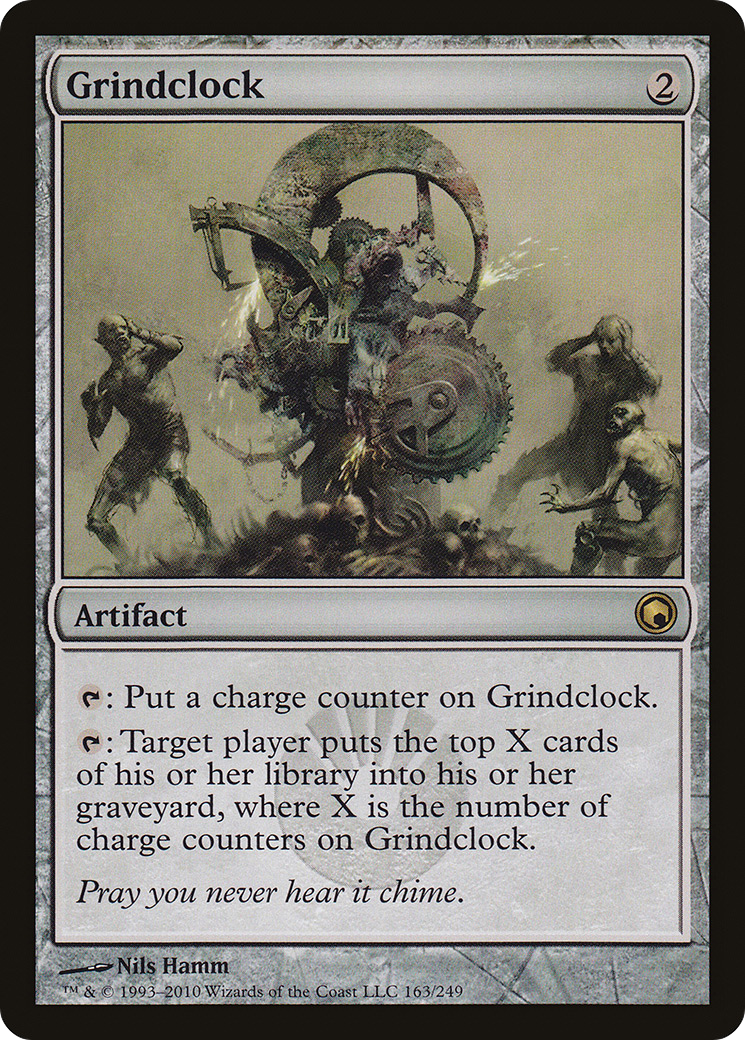 Grindclock
2
Artifact
: Put a charge counter on Grindclock.
: Target player puts the top X cards
of his or her library into his or her
graveyard, where X is the number of
charge counters on Grindclock.
Pray you never hear it chime.
Nils Hamm
™ & © 1993–2010 Wizards of the Coast LLC 163/249